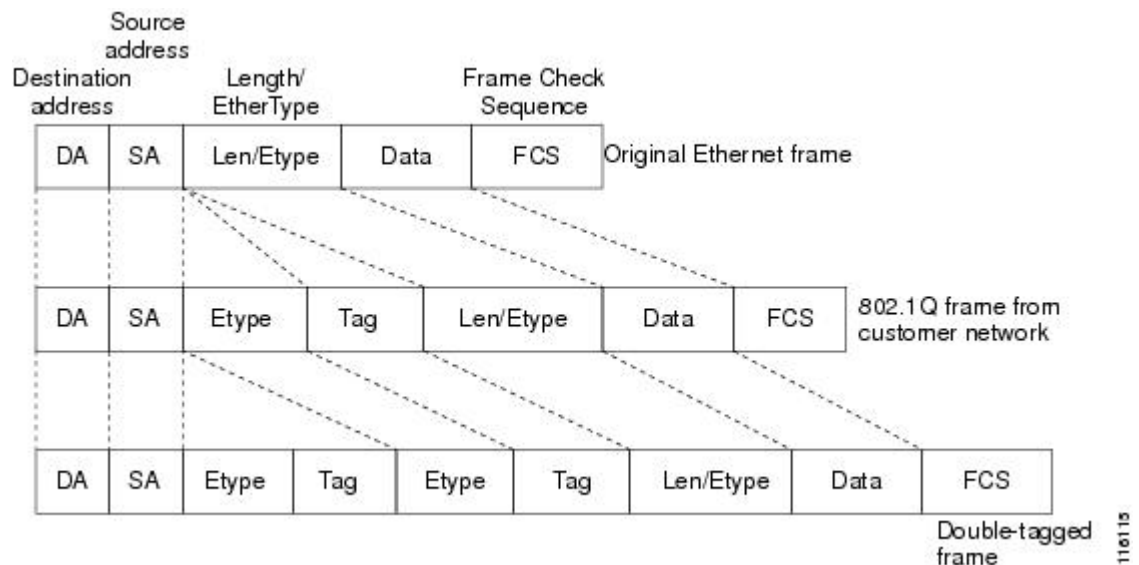 Source
address
Destination
address
Length/
EtherType
Frame Check
Sequence
DA SA Len/Etype Data FCS Original Ethernet frame
DA SA Etype Tag Len/Etype Data FCS
802.1Q frame from
customer network
DA SA Etype Tag Etype Tag Len/Etype Data FCS
Double-tagged
frame
116115